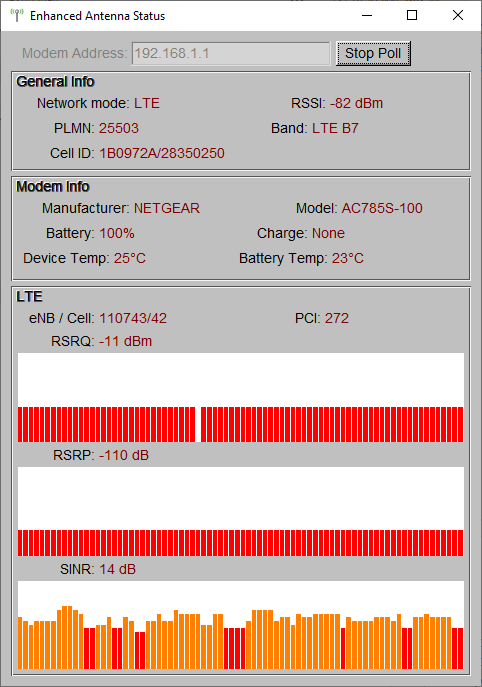 Enhanced Antenna Status
Modem Address: 192.168.1.1 Stop Poll
General Info
Network mode: LTE RSSI: -82 dBm
PLMN: 25503 Band: LTE B7
Cell ID: 1B0972A/28350250
Modem Info
Manufacturer: NETGEAR Model: AC785S-100
Battery: 100% Charge: None
Device Temp: 25°C Battery Temp: 23°C
LTE
eNB / Cell: 110743/42 PCI: 272
RSRQ: -11 dBm
RSRP: -110 dB
SINR: 14 dB